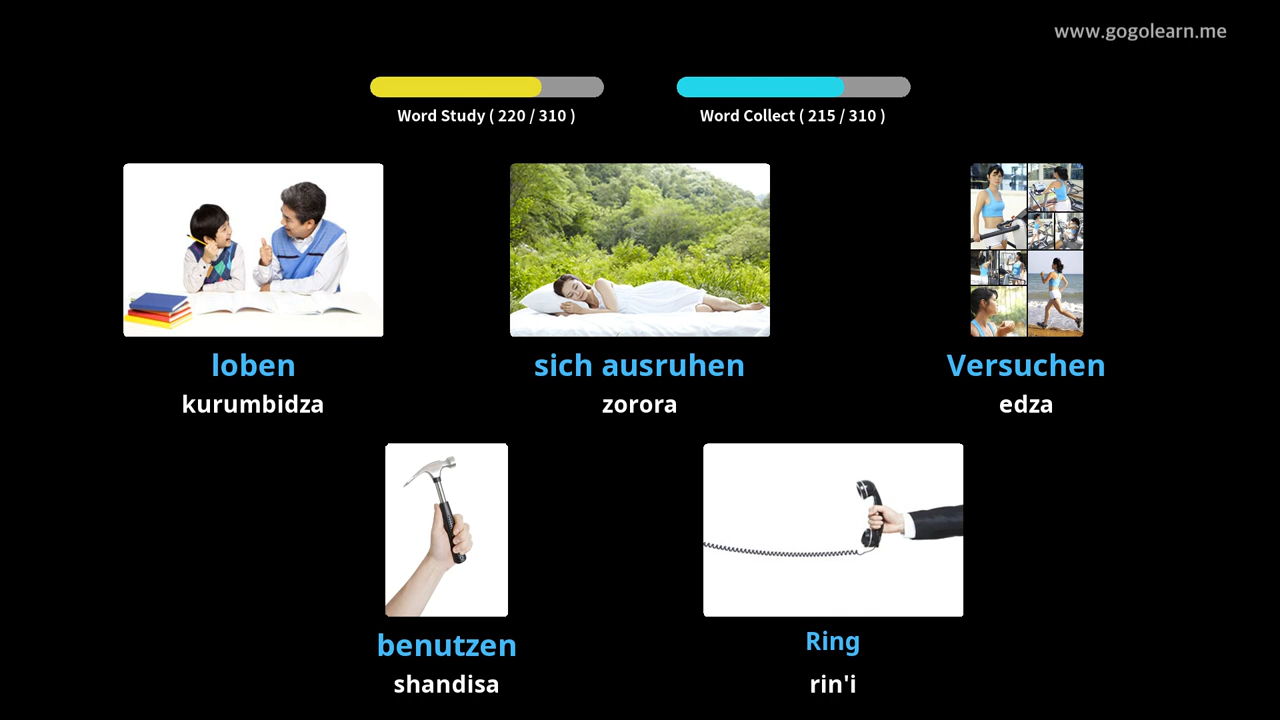 www.gogolearn.me
Word Study ( 220 / 310 )
Word Collect ( 215 / 310 )
loben
kurumbidza
sich ausruhen
zorora
Versuchen
edza
benutzen
shandisa
Ring
rin'i